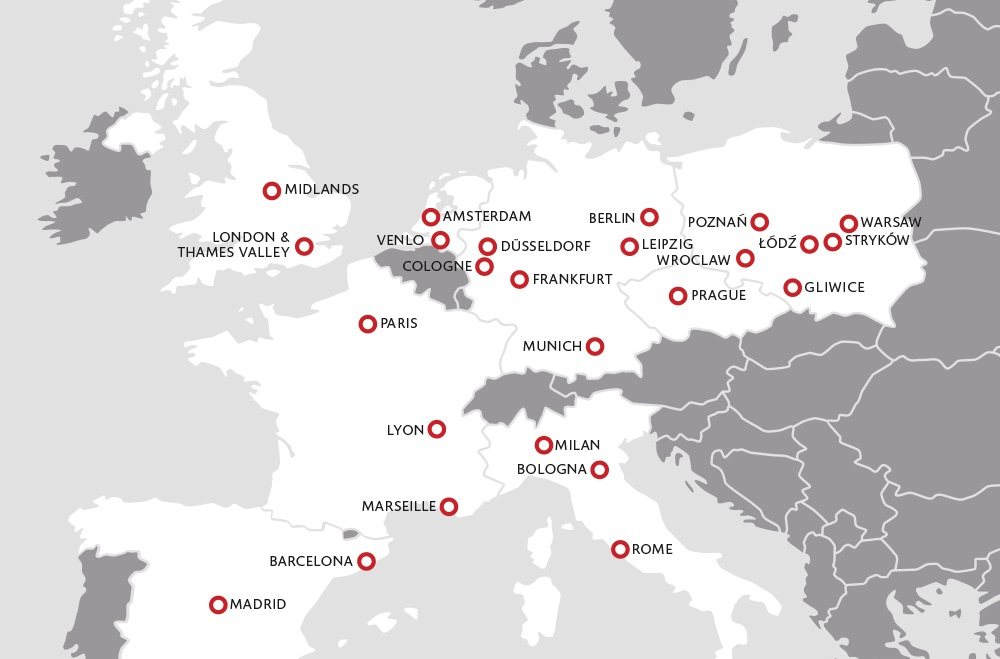 MIDLANDS
LONDON &
THAMES VALLEY
AMSTERDAM
VENLO
DÜSSELDORF
COLOGNE
FRANKFURT
BERLIN
LEIPZIG
POZNAŃ
WARSAW
ŁÓDŹ
STRYKÓW
WROCLAW
GLIWICE
PRAGUE
PARIS
MUNICH
LYON
MILAN
BOLOGNA
MARSEILLE
ROME
BARCELONA
MADRID